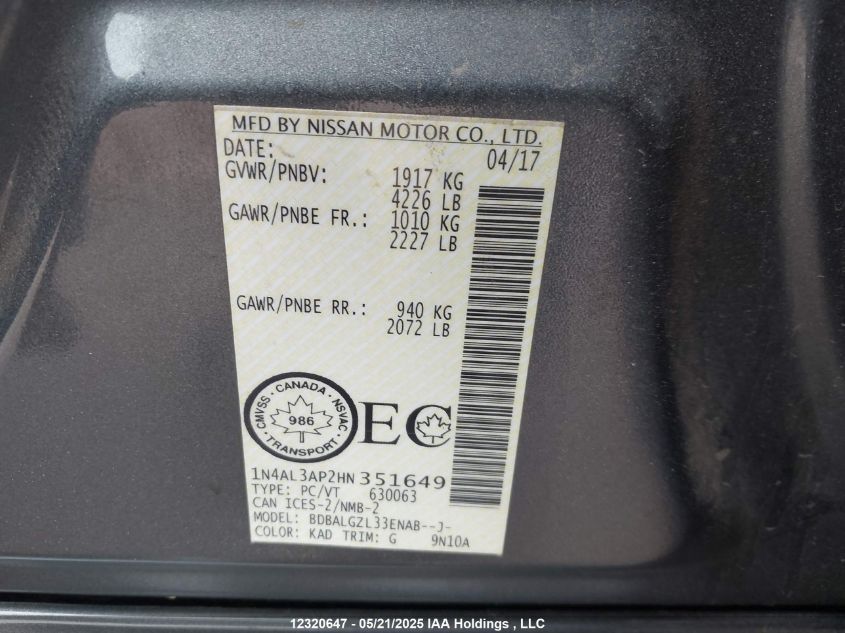 MFD BY NISSAN MOTOR CO., LTD.
DATE: 04/17
GVWR/PNBV: 1917 KG
4226 LB
GAWR/PNBE FR.: 1010 KG
2227 LB
GAWR/PNBE RR.: 940 KG
2072 LB
CANADA
CMVSS 986 NSVAC
TRANSPORT
EC
1N4AL3AP2HN351649
TYPE: PC/VT 630063
CAN ICES-2/NMB-2
MODEL: BDBALGZL33ENAB--J-
COLOR: KAD TRIM: G 9N10A
12320647 - 05/21/2025 IAA Holdings , LLC